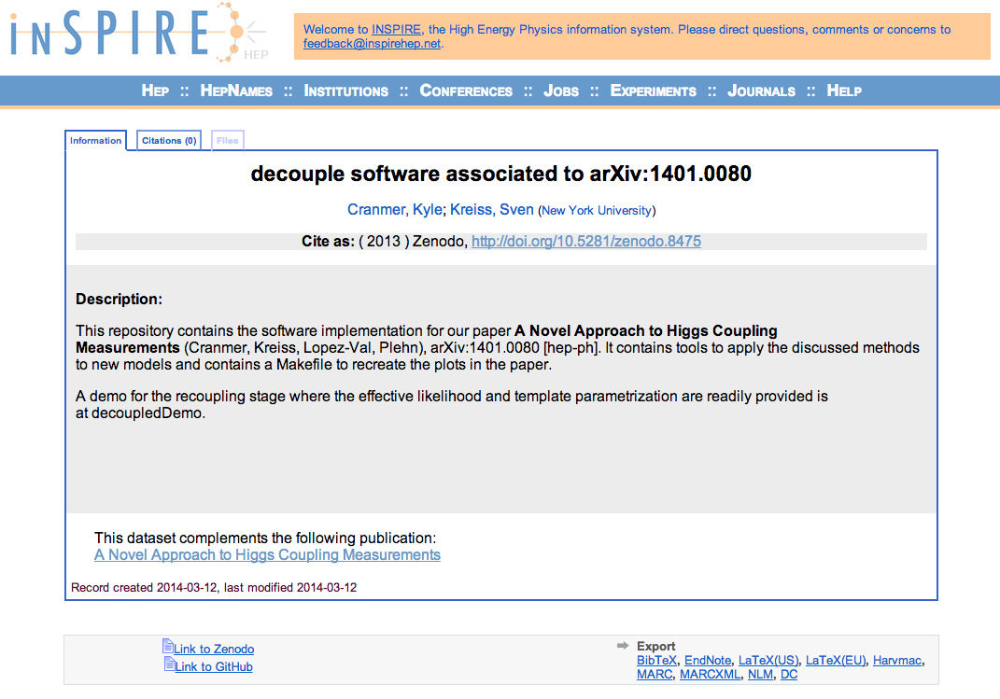 inSPIRE HEP
Welcome to INSPIRE, the High Energy Physics information system. Please direct questions, comments or concerns to
feedback@inspirehep.net.
HEP :: HEPNAMES :: INSTITUTIONS :: CONFERENCES :: JOBS :: EXPERIMENTS :: JOURNALS :: HELP
Information Citations (0) Files
decouple software associated to arXiv:1401.0080
Cranmer, Kyle; Kreiss, Sven (New York University)
Cite as: ( 2013 ) Zenodo, http://doi.org/10.5281/zenodo.8475
Description:
This repository contains the software implementation for our paper A Novel Approach to Higgs Coupling
Measurements (Cranmer, Kreiss, Lopez-Val, Plehn), arXiv:1401.0080 [hep-ph]. It contains tools to apply the discussed methods
to new models and contains a Makefile to recreate the plots in the paper.
A demo for the recoupling stage where the effective likelihood and template parametrization are readily provided is
at decoupledDemo.
This dataset complements the following publication:
A Novel Approach to Higgs Coupling Measurements
Record created 2014-03-12, last modified 2014-03-12
Link to Zenodo
Link to GitHub
Export
BibTeX, EndNote, LaTeX(US), LaTeX(EU), Harvmac,
MARC, MARCXML, NLM, DC